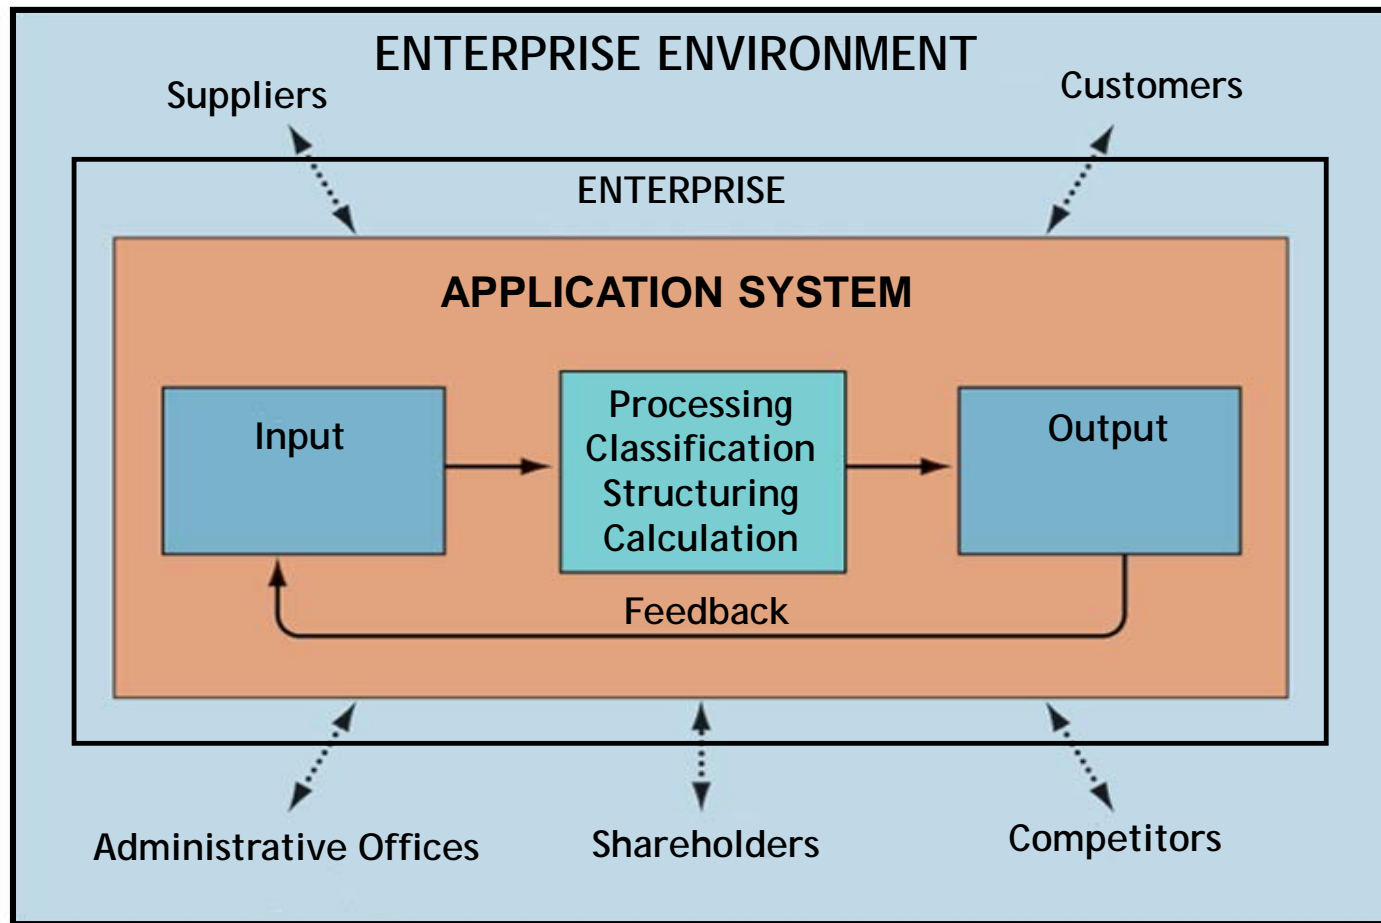 ENTERPRISE ENVIRONMENT
Suppliers
Customers
ENTERPRISE
APPLICATION SYSTEM
Input
Processing
Classification
Structuring
Calculation
Output
Feedback
Administrative Offices
Shareholders
Competitors